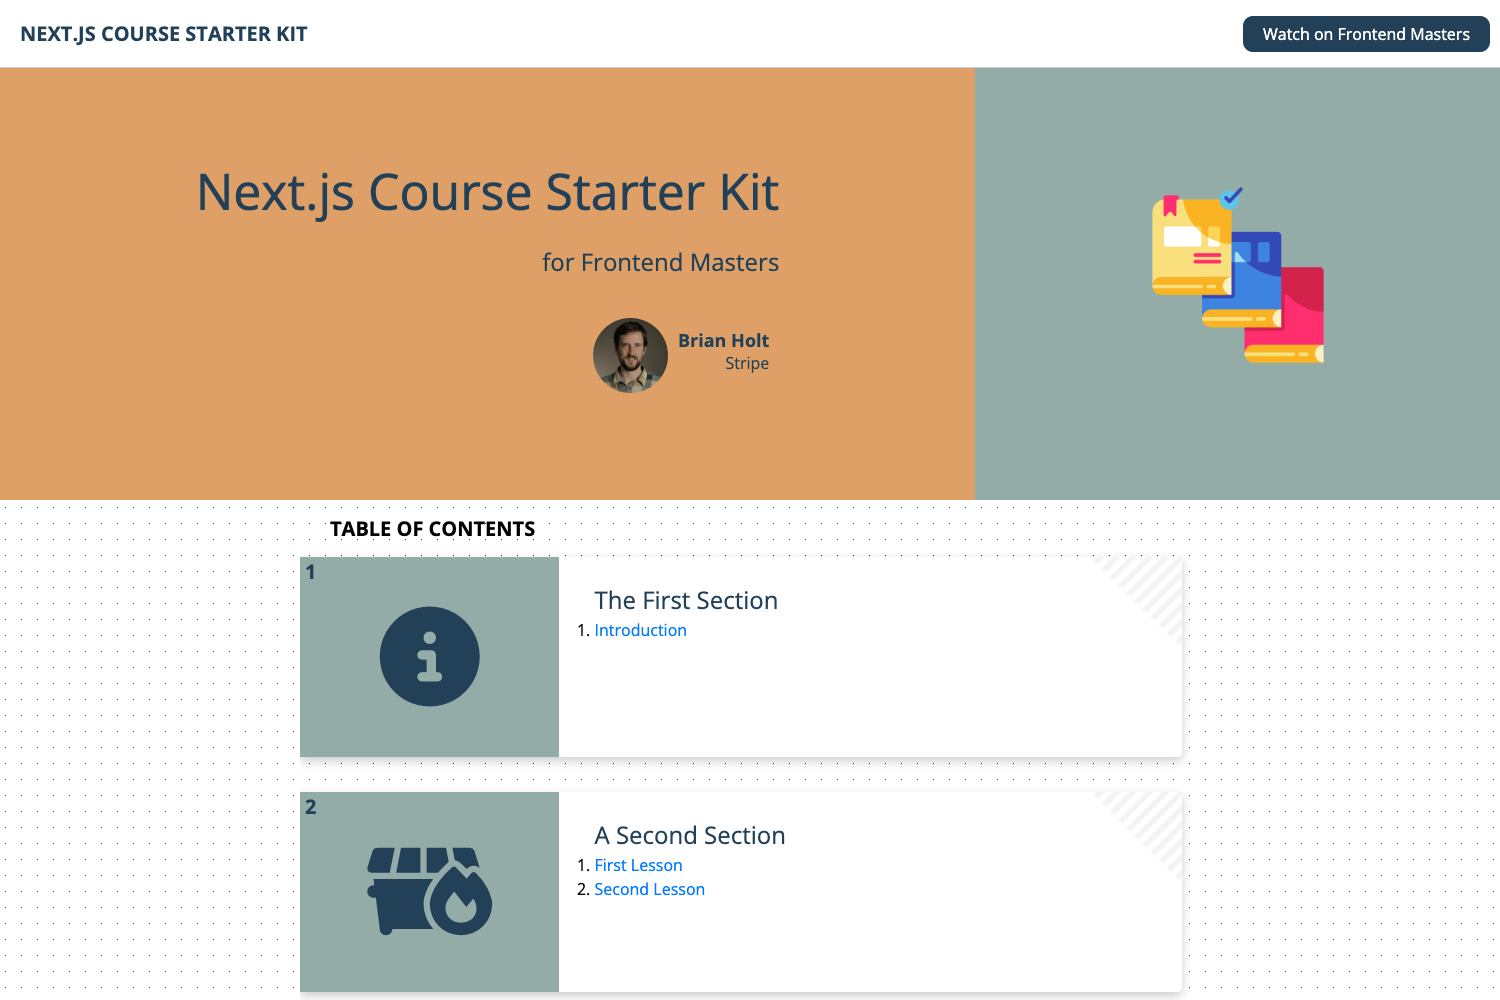 NEXT.JS COURSE STARTER KIT
Watch on Frontend Masters
Next.js Course Starter Kit
for Frontend Masters
Brian Holt
Stripe
TABLE OF CONTENTS
1
The First Section
1. Introduction
2
A Second Section
1. First Lesson
2. Second Lesson